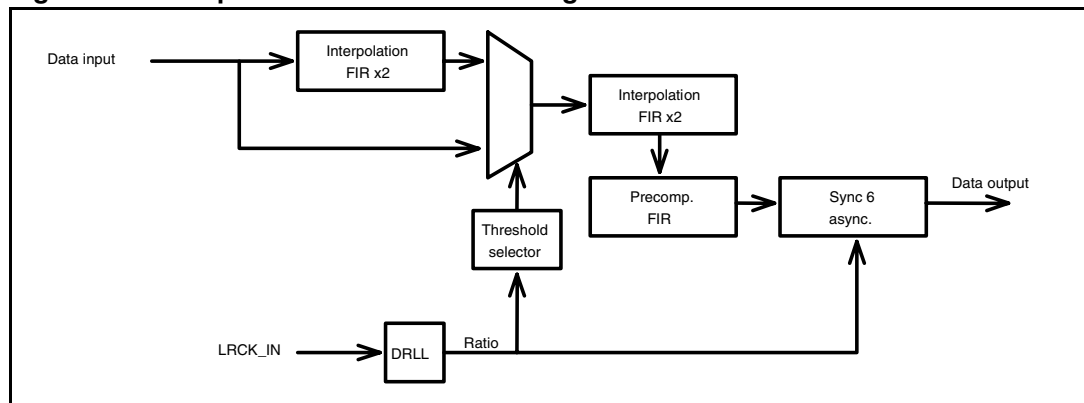 Data input
Interpolation
FIR x2
Interpolation
FIR x2
Precomp.
FIR
Sync 6
async.
Data output
Threshold
selector
LRCK_IN
DRLL
Ratio